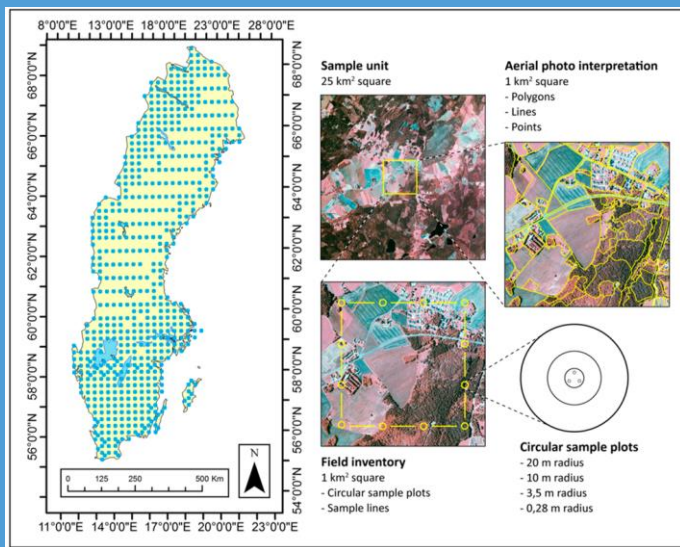 8°0'0"E 13°0'0"E 18°0'0"E 23°0'0"E 28°0'0"E
68°0'0"N
66°0'0"N
64°0'0"N
62°0'0"N
60°0'0"N
58°0'0"N
56°0'0"N
68°0'0"N
66°0'0"N
64°0'0"N
62°0'0"N
60°0'0"N
58°0'0"N
56°0'0"N
54°0'0"N
N
0 125 250 500 Km
11°0'0"E 14°0'0"E 17°0'0"E 20°0'0"E 23°0'0"E
Sample unit
25 km² square
Aerial photo interpretation
1 km² square
- Polygons
- Lines
- Points
Field inventory
1 km² square
- Circular sample plots
- Sample lines
Circular sample plots
- 20 m radius
- 10 m radius
- 3,5 m radius
- 0,28 m radius